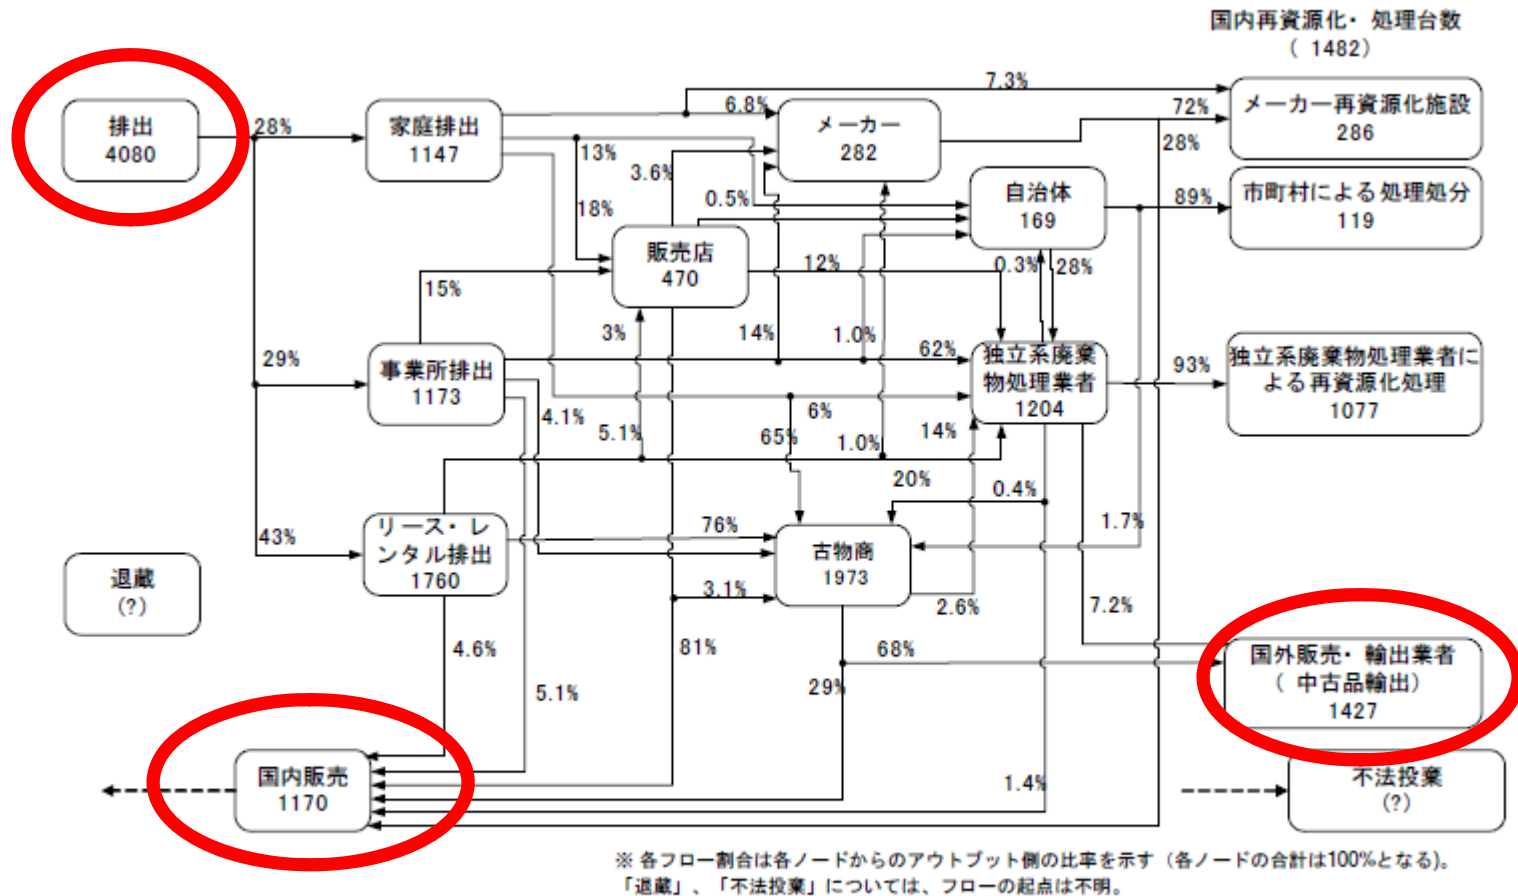 国内再資源化・処理台数
( 1482)
7.3%
排出
4080
28%
家庭排出
1147
6.8%
メーカー
282
72%
メーカー再資源化施設
286
13%
3.6%
28%
18%
0.5%
自治体
169
89%
市町村による処理処分
119
販売店
470
12%
0.3%
28%
15%
3%
14%
1.0%
62%
29%
事業所排出
1173
独立系廃棄
物処理業者
1204
93%
独立系廃棄物処理業者に
よる再資源化処理
1077
4.1%
6%
5.1%
65%
1.0%
14%
20%
0.4%
43%
リース・レ
ンタル排出
1760
76%
古物商
1973
1.7%
退蔵
(?)
3.1%
2.6%
7.2%
4.6%
81%
68%
国外販売・輸出業者
( 中古品輸出)
1427
5.1%
29%
国内販売
1170
1.4%
不法投棄
(?)
※ 各フロー割合は各ノードからのアウトプット側の比率を示す（各ノードの合計は100%となる)。
「退蔵」、「不法投棄」については、フローの起点は不明。